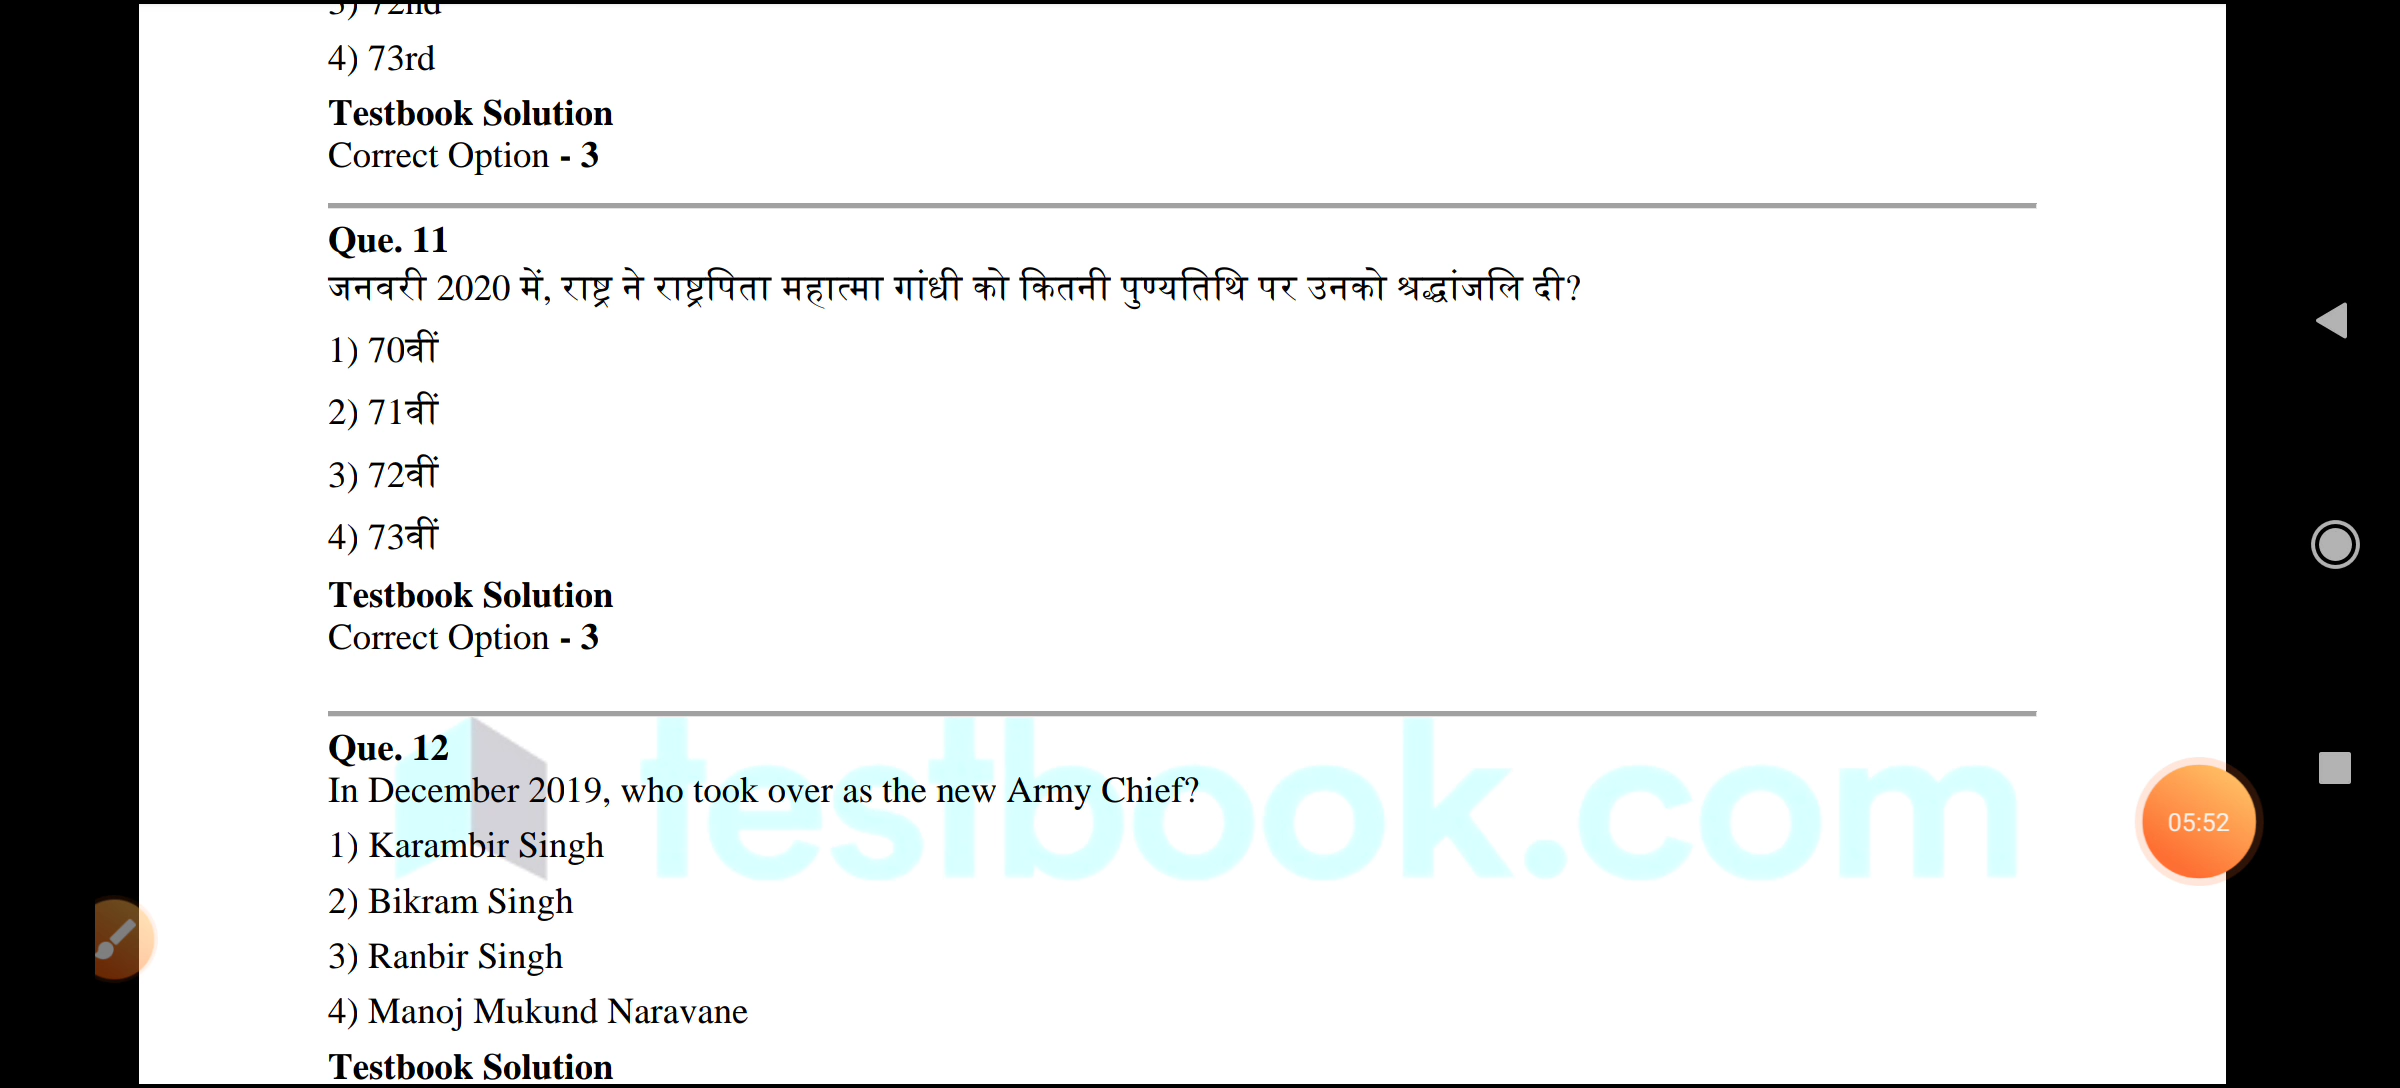 3) 72nd
4) 73rd
Testbook Solution
Correct Option - 3
Que. 11
जनवरी 2020 में, राष्ट्र ने राष्ट्रपिता महात्मा गांधी को कितनी पुण्यतिथि पर उनको श्रद्धांजलि दी?
1) 70वीं
2) 71वीं
3) 72वीं
4) 73वीं
Testbook Solution
Correct Option - 3
testbook.com
Que. 12
In December 2019, who took over as the new Army Chief?
1) Karambir Singh
2) Bikram Singh
3) Ranbir Singh
4) Manoj Mukund Naravane
Testbook Solution
05:52